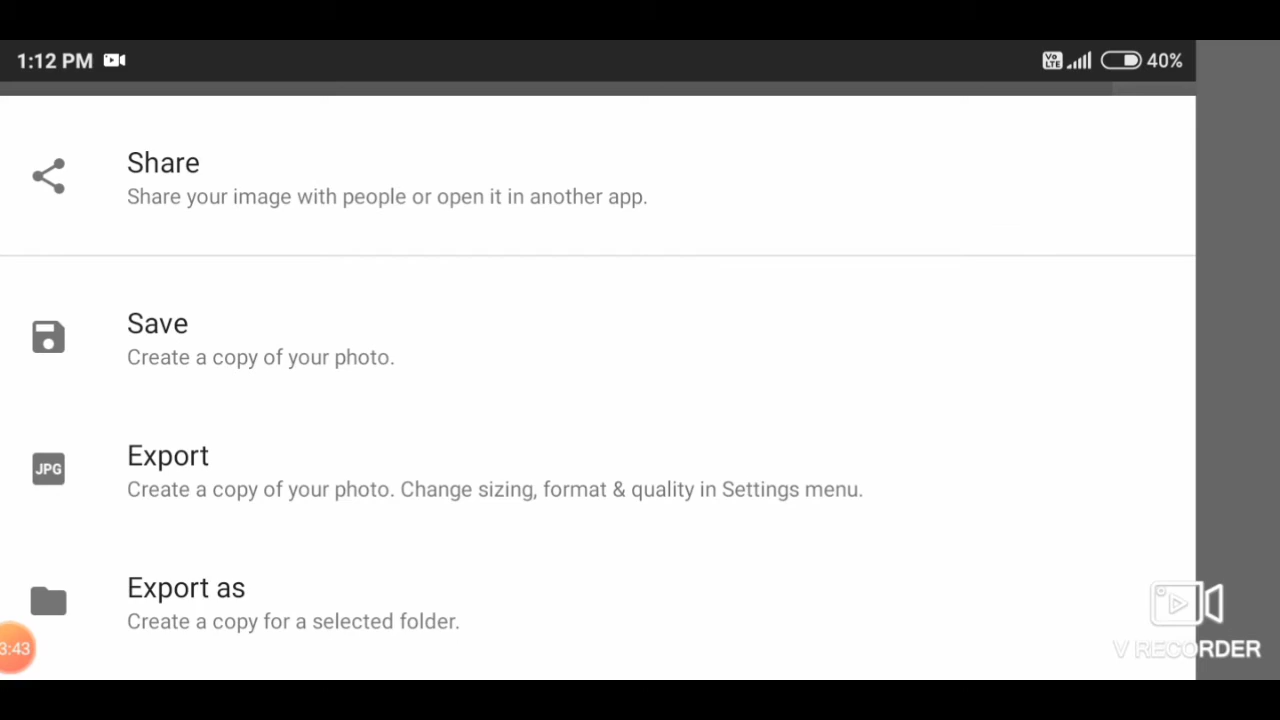 1:12 PM
Vo LTE
40%
Share
Share your image with people or open it in another app.
Save
Create a copy of your photo.
JPG
Export
Create a copy of your photo. Change sizing, format & quality in Settings menu.
Export as
Create a copy for a selected folder.
3:43
V RECORDER